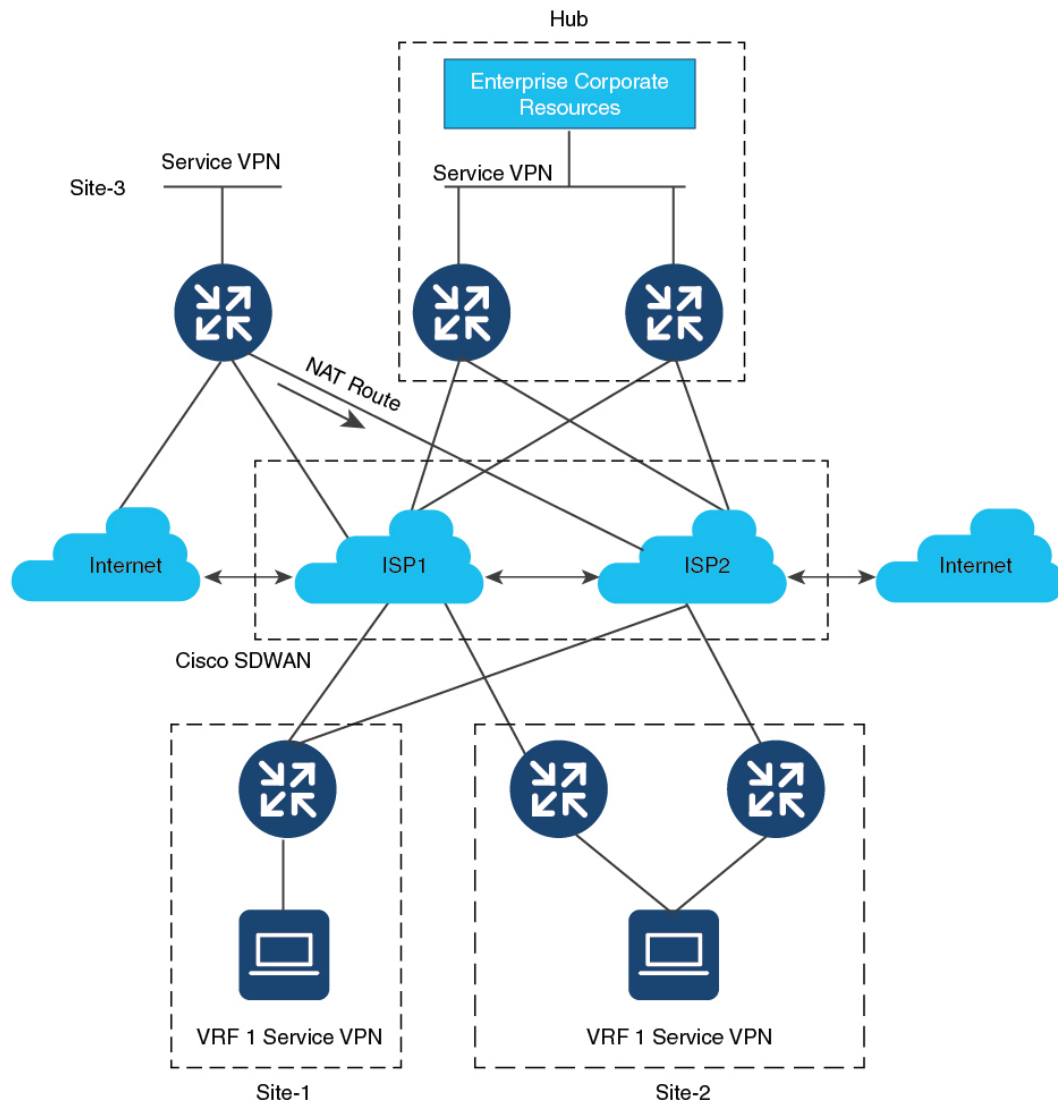 Hub
Enterprise Corporate
Resources
Service VPN
Site-3
Service VPN
NAT Route
Internet
ISP1
ISP2
Internet
Cisco SDWAN
VRF 1 Service VPN
VRF 1 Service VPN
Site-1
Site-2